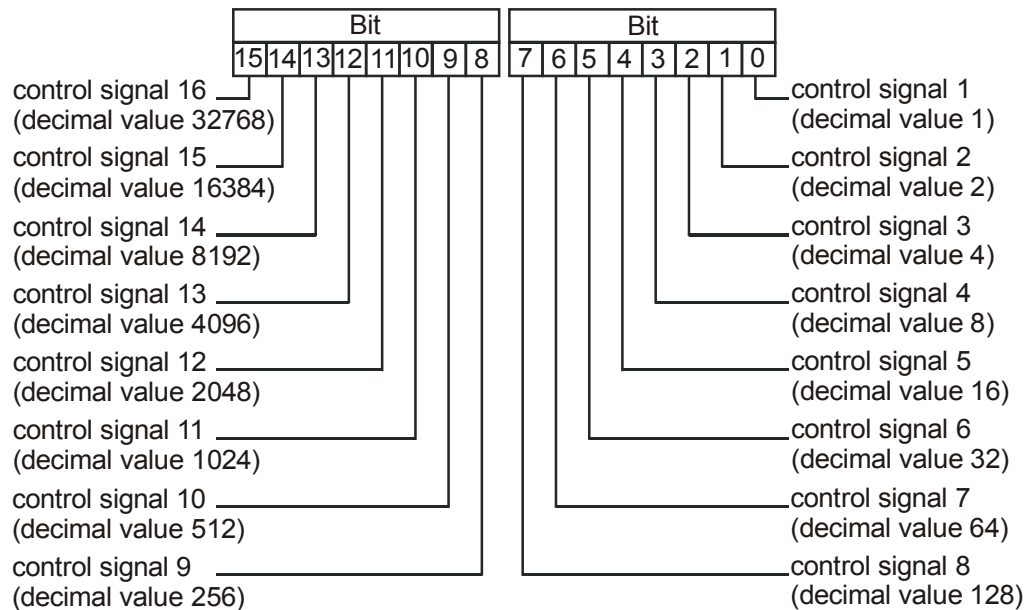 Bit Bit
15 14 13 12 11 10 9 8 7 6 5 4 3 2 1 0
control signal 16
(decimal value 32768)
control signal 15
(decimal value 16384)
control signal 14
(decimal value 8192)
control signal 13
(decimal value 4096)
control signal 12
(decimal value 2048)
control signal 11
(decimal value 1024)
control signal 10
(decimal value 512)
control signal 9
(decimal value 256)
control signal 1
(decimal value 1)
control signal 2
(decimal value 2)
control signal 3
(decimal value 4)
control signal 4
(decimal value 8)
control signal 5
(decimal value 16)
control signal 6
(decimal value 32)
control signal 7
(decimal value 64)
control signal 8
(decimal value 128)